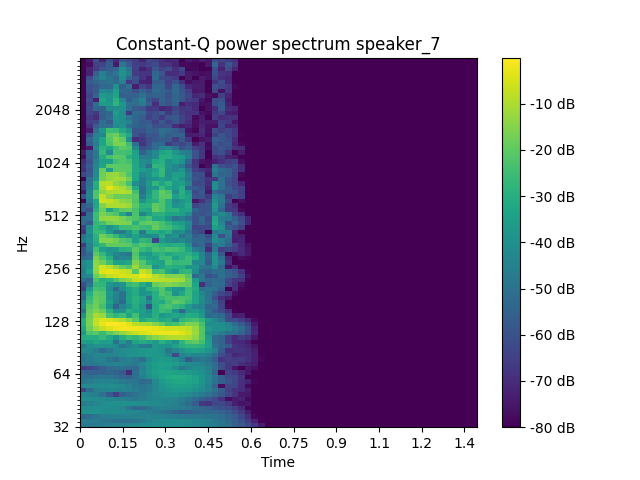 Constant-Q power spectrum speaker_7
Hz
2048
1024
512
256
128
64
32
0 0.15 0.3 0.45 0.6 0.75 0.9 1.1 1.2 1.4
Time
-10 dB
-20 dB
-30 dB
-40 dB
-50 dB
-60 dB
-70 dB
-80 dB